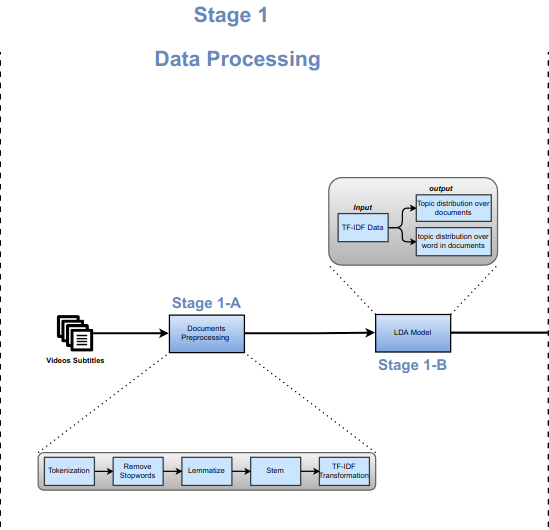 Stage 1
Data Processing
output
Input
Topic distribution over
documents
TF-IDF Data
topic distribution over
word in documents
Stage 1-A
Documents
Preprocessing
LDA Model
Videos Subtitles
Stage 1-B
Tokenization
Remove
Stopwords
Lemmatize
Stem
TF-IDF
Transformation